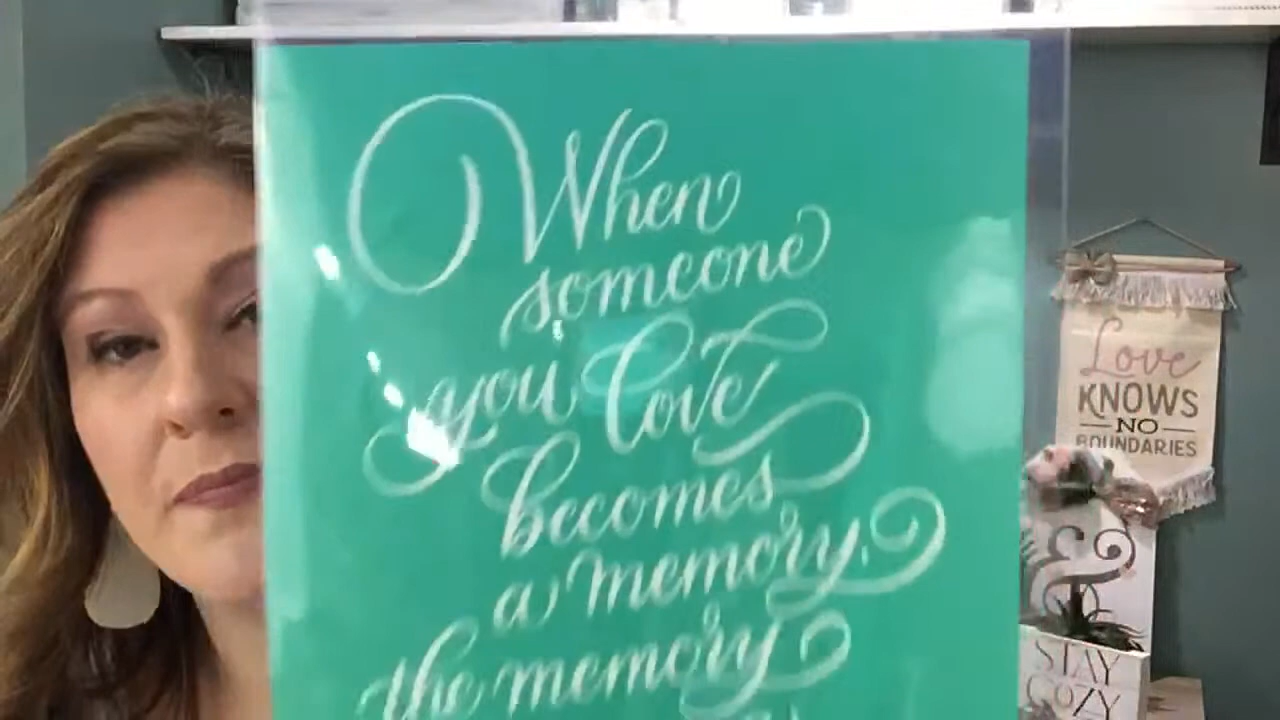 When
someone
you love
becomes
a memory,
the memory
Love
KNOWS
NO
BOUNDARIES
&
STAY
COZY